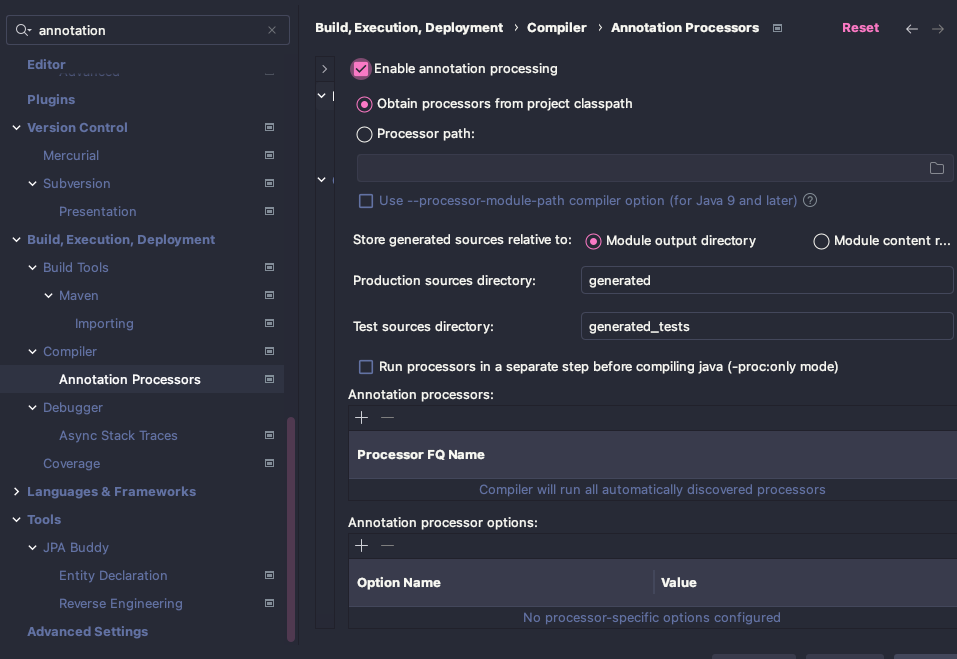 annotation
Editor
Plugins
Version Control
Mercurial
Subversion
Presentation
Build, Execution, Deployment
Build Tools
Maven
Importing
Compiler
Annotation Processors
Debugger
Async Stack Traces
Coverage
Languages & Frameworks
Tools
JPA Buddy
Entity Declaration
Reverse Engineering
Advanced Settings
Build, Execution, Deployment › Compiler › Annotation Processors
Reset
Enable annotation processing
Obtain processors from project classpath
Processor path:
Use --processor-module-path compiler option (for Java 9 and later) ?
Store generated sources relative to: Module output directory Module content r...
Production sources directory: generated
Test sources directory: generated_tests
Run processors in a separate step before compiling java (-proc:only mode)
Annotation processors:
Processor FQ Name
Compiler will run all automatically discovered processors
Annotation processor options:
Option Name Value
No processor-specific options configured